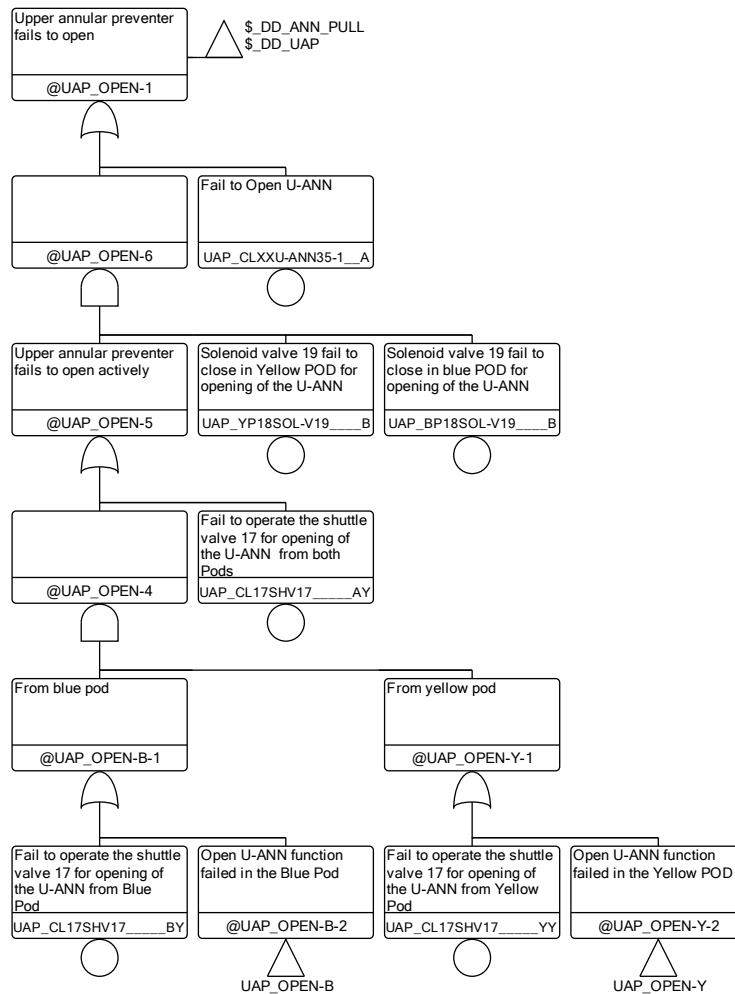 Upper annular preventer
fails to open
$_DD_ANN_PULL
$_DD_UAP
@UAP_OPEN-1
Fail to Open U-ANN
@UAP_OPEN-6
UAP_CLXXU-ANN35-1__A
Upper annular preventer
fails to open actively
@UAP_OPEN-5
Solenoid valve 19 fail to
close in Yellow POD for
opening of the U-ANN
UAP_YP18SOL-V19____B
Solenoid valve 19 fail to
close in blue POD for
opening of the U-ANN
UAP_BP18SOL-V19____B
@UAP_OPEN-4
Fail to operate the shuttle
valve 17 for opening of
the U-ANN from both
Pods
UAP_CL17SHV17_____AY
From blue pod
@UAP_OPEN-B-1
From yellow pod
@UAP_OPEN-Y-1
Fail to operate the shuttle
valve 17 for opening of
the U-ANN from Blue
Pod
UAP_CL17SHV17_____BY
Open U-ANN function
failed in the Blue Pod
@UAP_OPEN-B-2
UAP_OPEN-B
Fail to operate the shuttle
valve 17 for opening of
the U-ANN from Yellow
Pod
UAP_CL17SHV17_____YY
Open U-ANN function
failed in the Yellow POD
@UAP_OPEN-Y-2
UAP_OPEN-Y